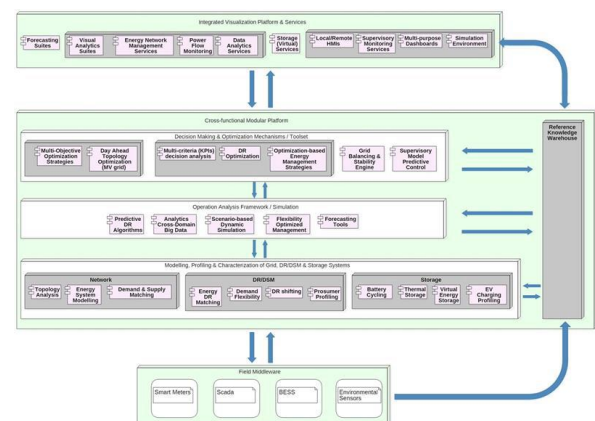 Integrated Visualization Platform & Services
Forecasting
Suites
Visual
Analytics
Suites
Energy Network
Management
Services
Power
Flow
Monitoring
Data
Analytics
Services
Storage
(Virtual)
Services
Local/Remote
HMIs
Supervisory
Monitoring
Services
Multi-purpose
Dashboards
Simulation
Environment
Cross-functional Modular Platform
Reference
Knowledge
Warehouse
Decision Making & Optimization Mechanisms / Toolset
Multi-Objective
Optimization
Strategies
Day Ahead
Topology
Optimization
(MV grid)
Multi-criteria (KPIs)
decision analysis
DR
Optimization
Optimization-based
Energy
Management
Strategies
Grid
Balancing &
Stability
Engine
Supervisory
Model
Predictive
Control
Operation Analysis Framework / Simulation
Predictive
DR
Algorithms
Analytics
Cross-Domain
Big Data
Scenario-based
Dynamic
Simulation
Flexibility
Optimized
Management
Forecasting
Tools
Modelling, Profiling & Characterization of Grid, DR/DSM & Storage Systems
Network
Topology
Analysis
Energy
System
Modelling
Demand & Supply
Matching
DR/DSM
Energy
DR
Matching
Demand
Flexibility
DR shifting
Prosumer
Profiling
Storage
Battery
Cycling
Thermal
Storage
Virtual
Energy
Storage
EV
Charging
Profiling
Field Middleware
Smart Meters
Scada
BESS
Environmental
Sensors